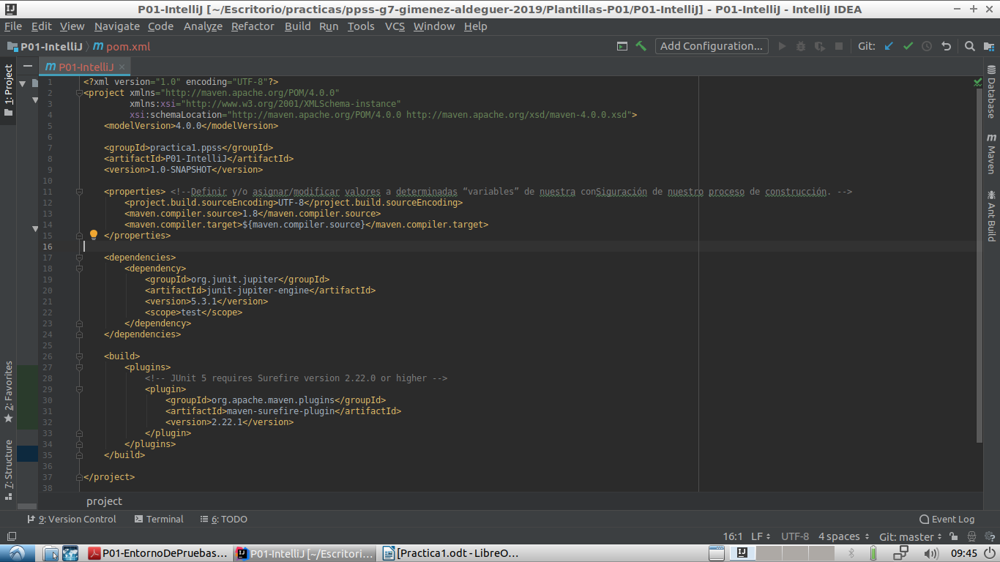 P01-IntelliJ [~/Escritorio/practicas/ppss-g7-gimenez-aldeguer-2019/Plantillas-P01/P01-IntelliJ] - P01-IntelliJ - IntelliJ IDEA
File Edit View Navigate Code Analyze Refactor Build Run Tools VCS Window Help
P01-IntelliJ m pom.xml Add Configuration... Git:
m P01-IntelliJ
1: Project
2: Favorites
7: Structure
1 <?xml version="1.0" encoding="UTF-8"?>
2 <project xmlns="http://maven.apache.org/POM/4.0.0"
3 xmlns:xsi="http://www.w3.org/2001/XMLSchema-instance"
4 xsi:schemaLocation="http://maven.apache.org/POM/4.0.0 http://maven.apache.org/xsd/maven-4.0.0.xsd">
5 <modelVersion>4.0.0</modelVersion>
6
7 <groupId>practica1.ppss</groupId>
8 <artifactId>P01-IntelliJ</artifactId>
9 <version>1.0-SNAPSHOT</version>
10
11 <properties> <!--Definir y/o asignar/modificar valores a determinadas “variables” de nuestra conSiguración de nuestro proceso de construcción. -->
12 <project.build.sourceEncoding>UTF-8</project.build.sourceEncoding>
13 <maven.compiler.source>1.8</maven.compiler.source>
14 <maven.compiler.target>${maven.compiler.source}</maven.compiler.target>
15 </properties>
16
17 <dependencies>
18 <dependency>
19 <groupId>org.junit.jupiter</groupId>
20 <artifactId>junit-jupiter-engine</artifactId>
21 <version>5.3.1</version>
22 <scope>test</scope>
23 </dependency>
24 </dependencies>
25
26 <build>
27 <plugins>
28 <!-- JUnit 5 requires Surefire version 2.22.0 or higher -->
29 <plugin>
30 <groupId>org.apache.maven.plugins</groupId>
31 <artifactId>maven-surefire-plugin</artifactId>
32 <version>2.22.1</version>
33 </plugin>
34 </plugins>
35 </build>
36
37 </project>
38
Database
m Maven
Ant Build
project
9: Version Control Terminal 6: TODO Event Log
16:1 LF UTF-8 4 spaces Git: master
P01-EntornoDePruebas... P01-IntelliJ [~/Escritori... [Practica1.odt - LibreO... 09:45